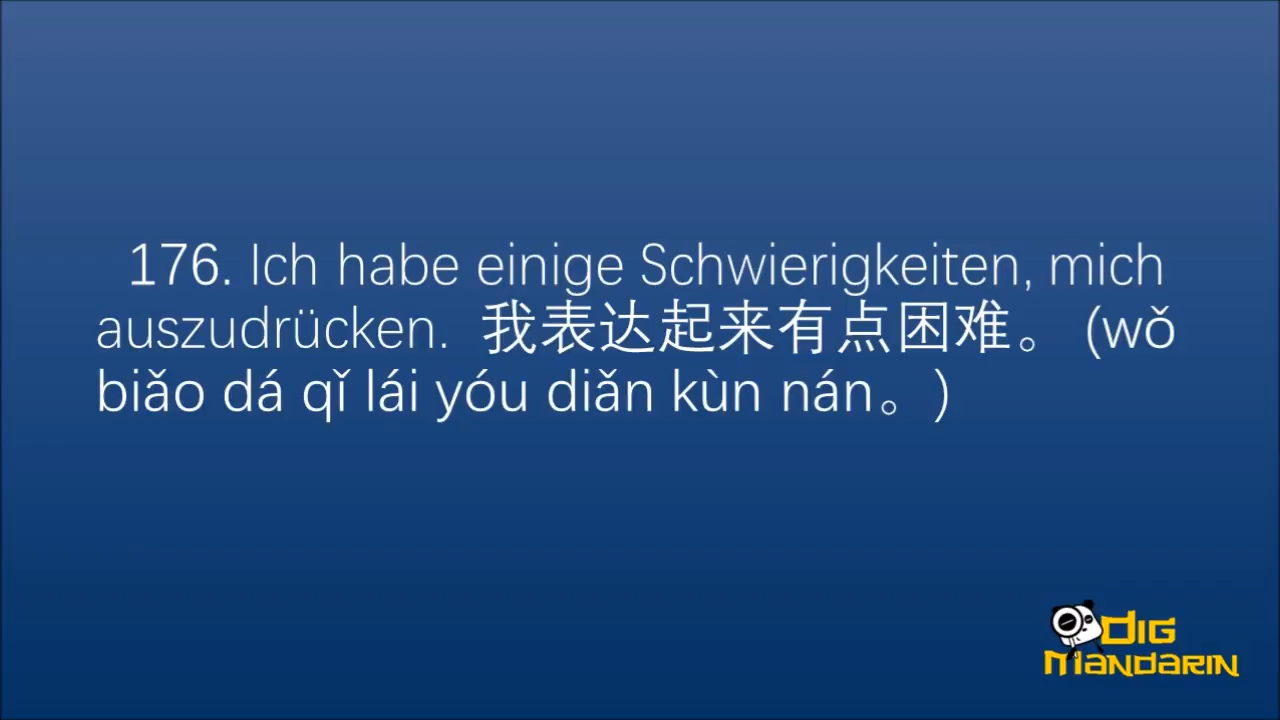 176. Ich habe einige Schwierigkeiten, mich
auszudrücken. 我表达起来有点困难。 (wǒ
biǎo dá qǐ lái yóu diǎn kùn nán。)
DIG
MANDARIN